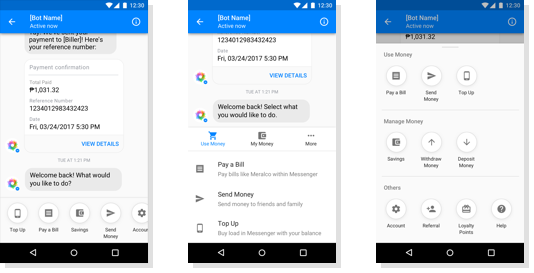 12:30
[Bot Name]
Active now
payment to [Biller]! Here's
your reference number:
Payment confirmation
Total Paid
₱1,031.32
Reference Number
12340129834324​23
Date
Fri, 03/24/2017 5:30 PM
VIEW DETAILS
TUE AT 1:21 PM
Welcome back! What would
you like to do?
Top Up
Pay a Bill
Savings
Send
Money
Accou
12:30
[Bot Name]
Active now
1234012983432423
Date
Fri, 03/24/2017 5:30 PM
VIEW DETAILS
TUE AT 1:21 PM
Welcome back! Select what
you would like to do.
Use Money
My Money
More
Pay a Bill
Pay bills like Meralco within Messenger
Send Money
Send money to friends and family
Top Up
Buy load in Messenger with your balance
12:30
[Bot Name]
Active now
₱1,031.32
Use Money
Pay a Bill
Send
Money
Top Up
Manage Money
Savings
Withdraw
Money
Deposit
Money
Others
Account
Referral
Loyalty
Points
Help